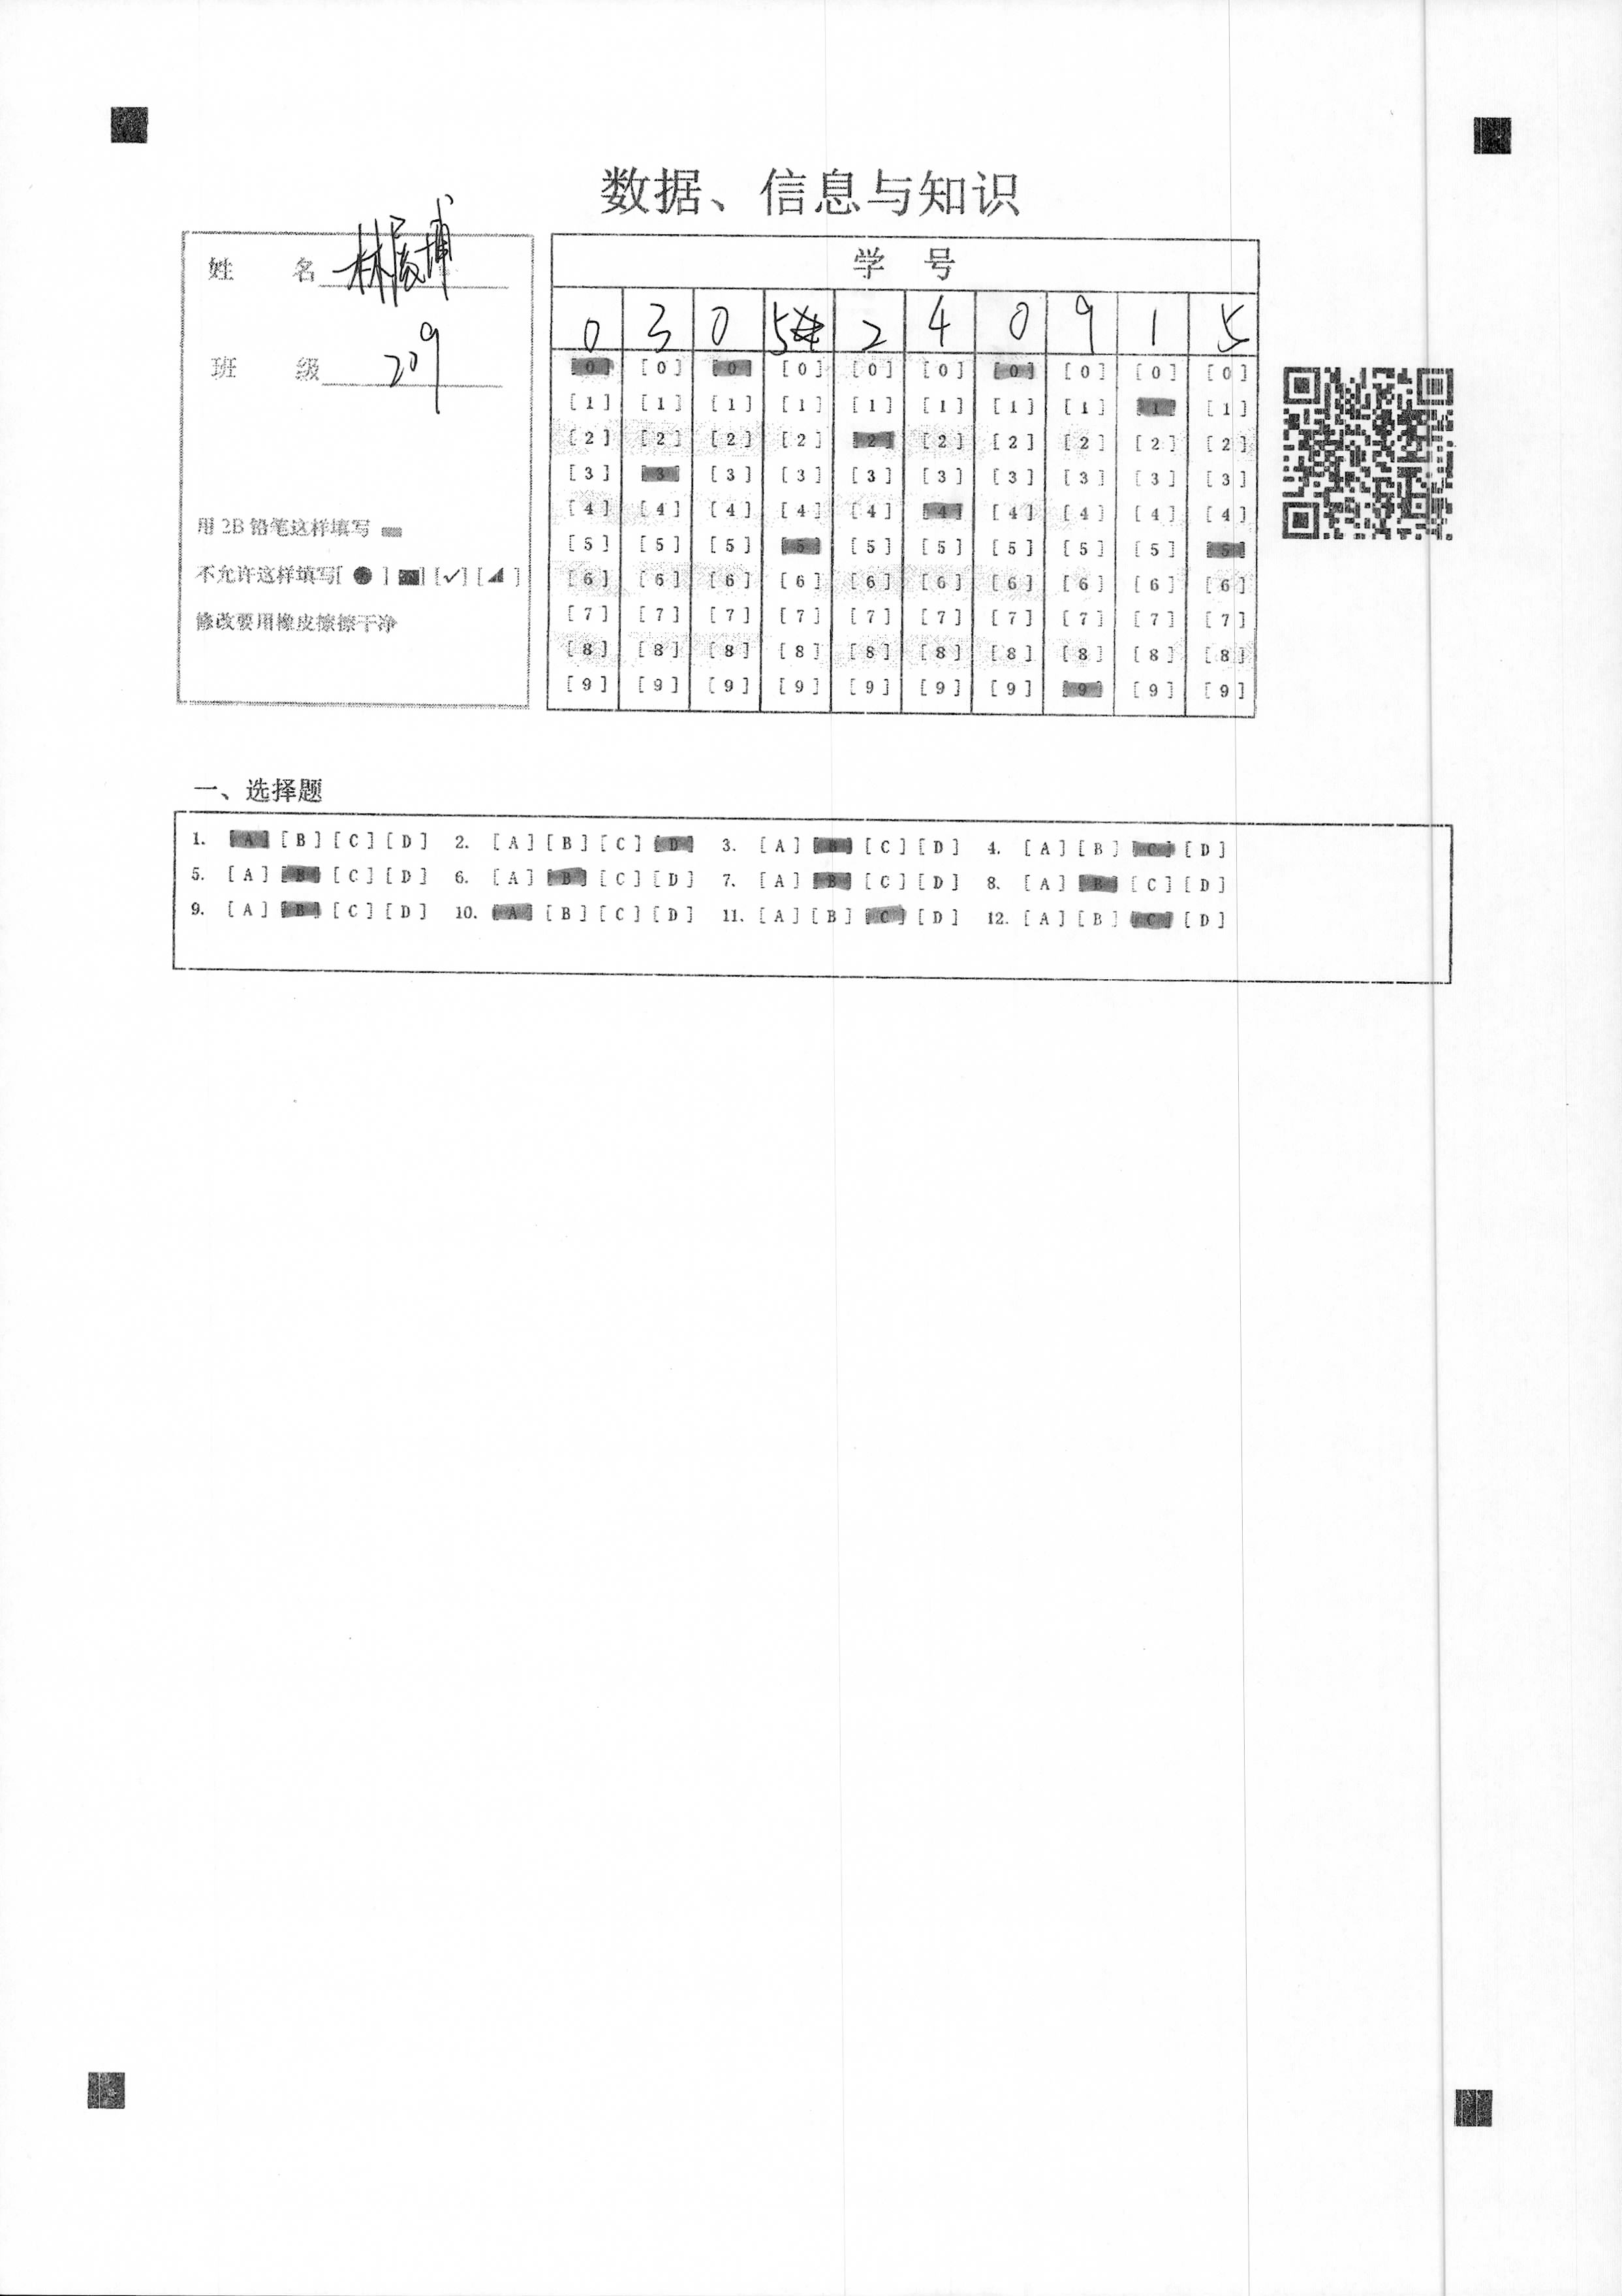 数据、信息与知识
姓 名 林展博
班 级 209
用 2B 铅笔这样填写
不允许这样填写[ ● ] [■] [✓] [◢ ]
修改要用橡皮擦擦干净
学 号
0 3 0 5 2 4 0 9 1 5
[0] [0] [0] [0] [0] [0] [0] [0] [0] [0]
[1] [1] [1] [1] [1] [1] [1] [1] [1] [1]
[2] [2] [2] [2] [2] [2] [2] [2] [2] [2]
[3] [3] [3] [3] [3] [3] [3] [3] [3] [3]
[4] [4] [4] [4] [4] [4] [4] [4] [4] [4]
[5] [5] [5] [5] [5] [5] [5] [5] [5] [5]
[6] [6] [6] [6] [6] [6] [6] [6] [6] [6]
[7] [7] [7] [7] [7] [7] [7] [7] [7] [7]
[8] [8] [8] [8] [8] [8] [8] [8] [8] [8]
[9] [9] [9] [9] [9] [9] [9] [9] [9] [9]
一、选择题
1. [A] [B] [C] [D] 2. [A] [B] [C] [D] 3. [A] [B] [C] [D] 4. [A] [B] [C] [D]
5. [A] [B] [C] [D] 6. [A] [B] [C] [D] 7. [A] [B] [C] [D] 8. [A] [B] [C] [D]
9. [A] [B] [C] [D] 10. [A] [B] [C] [D] 11. [A] [B] [C] [D] 12. [A] [B] [C] [D]